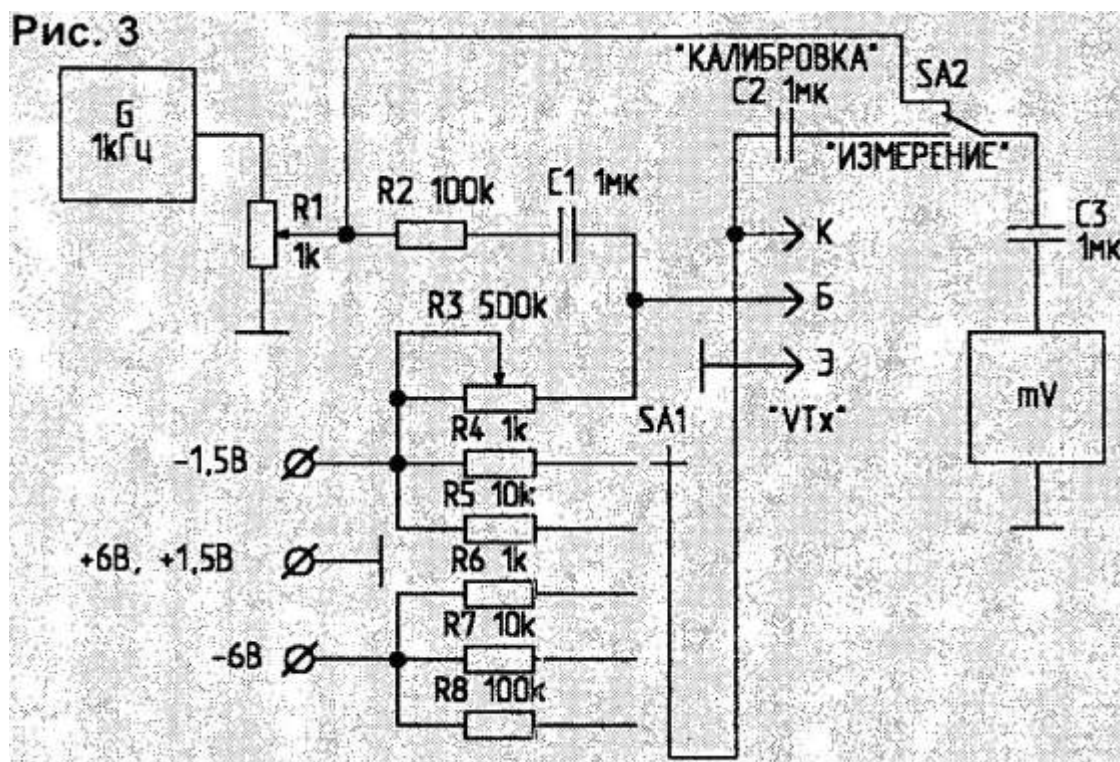 Рис. 3
G
1kГц
R1
1k
R2 100k
C1 1мк
"КАЛИБРОВКА"
C2 1мк
SA2
"ИЗМЕРЕНИЕ"
C3
1мк
К
Б
Э
"VTx"
mV
R3 500k
R4 1k
SA1
-1,5В
R5 10k
R6 1k
+6В, +1,5В
R7 10k
-6В
R8 100k